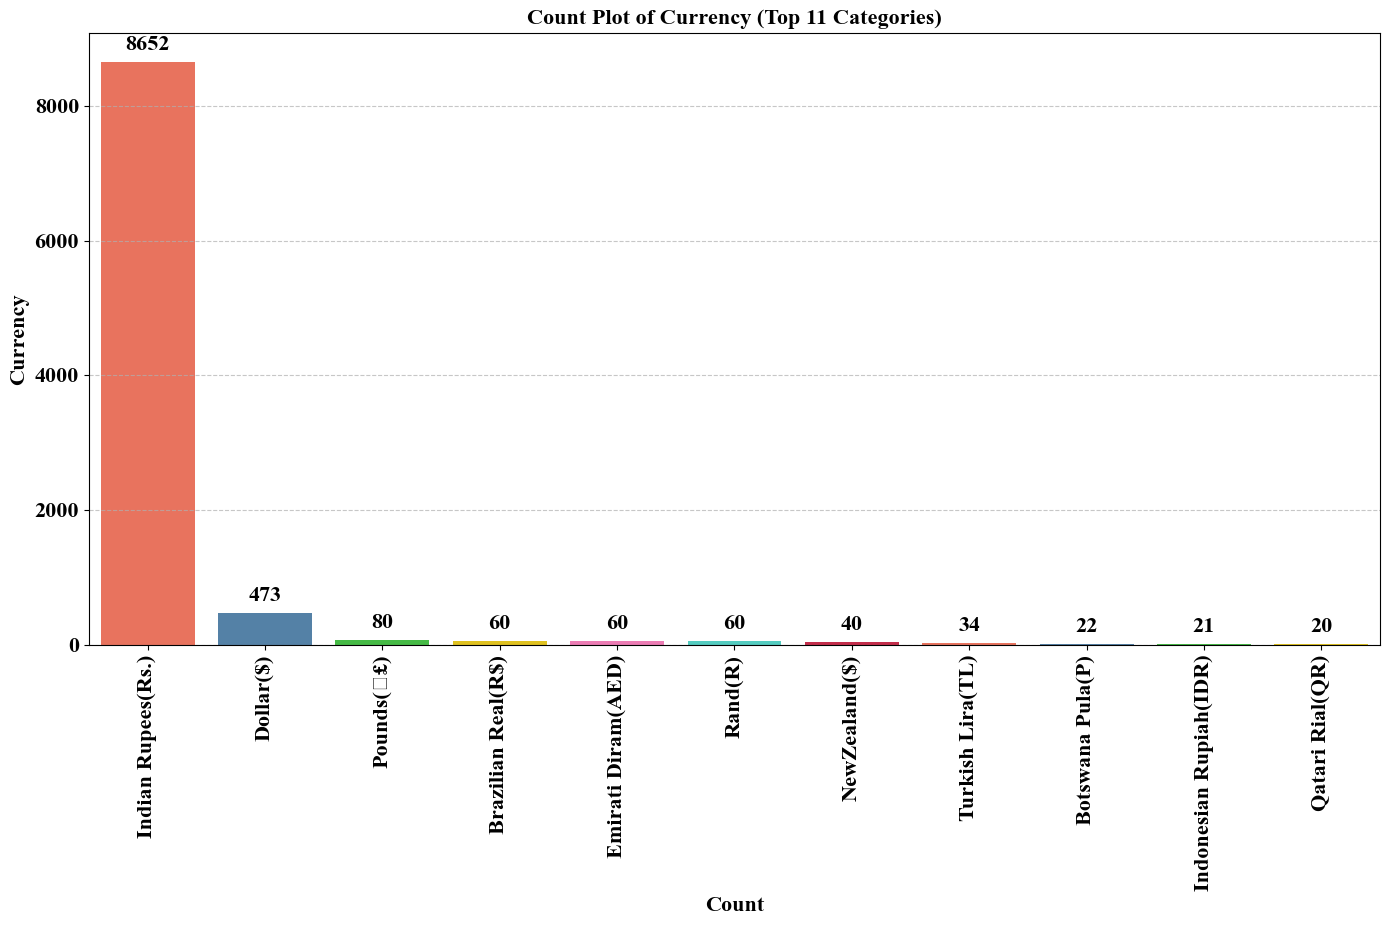 Count Plot of Currency (Top 11 Categories)
8652
8000
6000
4000
2000
0
Currency
473
80
60
60
60
40
34
22
21
20
Indian Rupees(Rs.)
Dollar($)
Pounds(□£)
Brazilian Real(R$)
Emirati Diram(AED)
Rand(R)
NewZealand($)
Turkish Lira(TL)
Botswana Pula(P)
Indonesian Rupiah(IDR)
Qatari Rial(QR)
Count